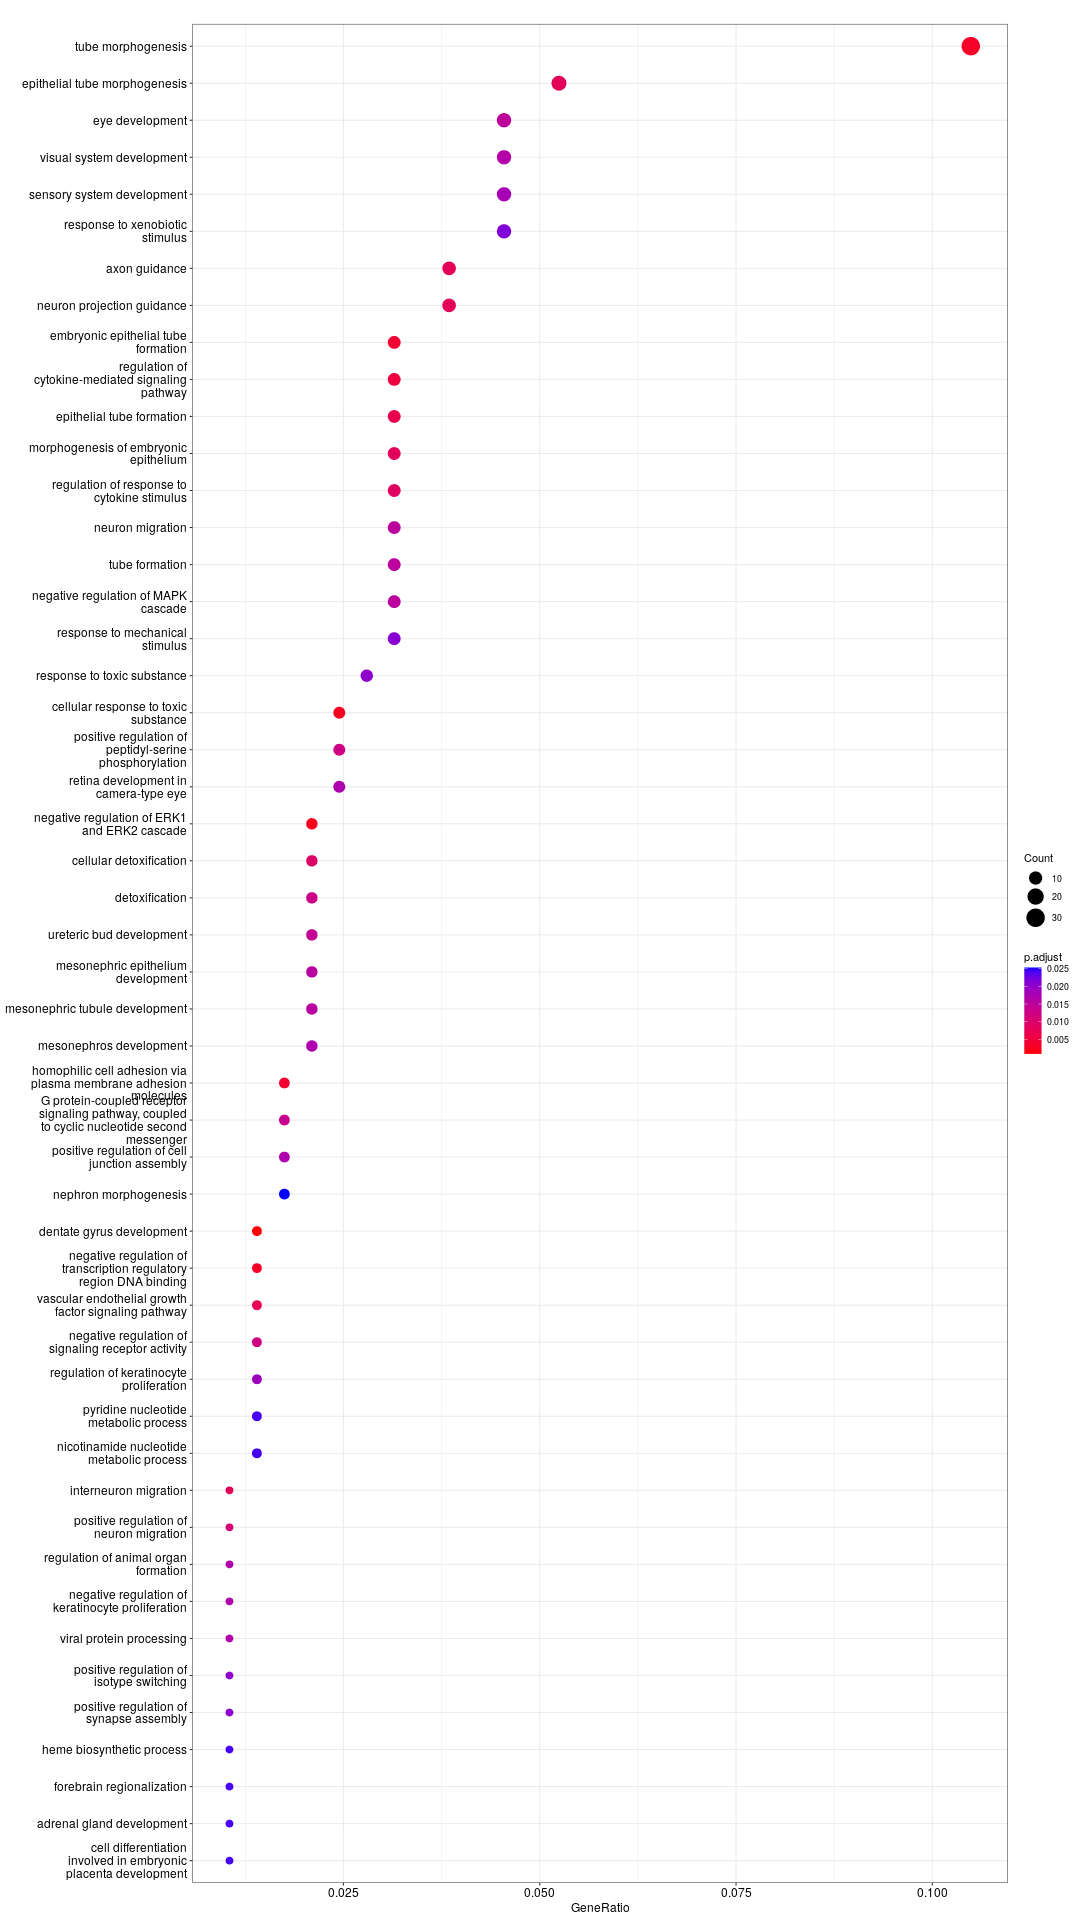 tube morphogenesis
epithelial tube morphogenesis
eye development
visual system development
sensory system development
response to xenobiotic
stimulus
axon guidance
neuron projection guidance
embryonic epithelial tube
formation
regulation of
cytokine-mediated signaling
pathway
epithelial tube formation
morphogenesis of embryonic
epithelium
regulation of response to
cytokine stimulus
neuron migration
tube formation
negative regulation of MAPK
cascade
response to mechanical
stimulus
response to toxic substance
cellular response to toxic
substance
positive regulation of
peptidyl-serine
phosphorylation
retina development in
camera-type eye
negative regulation of ERK1
and ERK2 cascade
cellular detoxification
detoxification
ureteric bud development
mesonephric epithelium
development
mesonephric tubule development
mesonephros development
homophilic cell adhesion via
plasma membrane adhesion
molecules
G protein-coupled receptor
signaling pathway, coupled
to cyclic nucleotide second
messenger
positive regulation of cell
junction assembly
nephron morphogenesis
dentate gyrus development
negative regulation of
transcription regulatory
region DNA binding
vascular endothelial growth
factor signaling pathway
negative regulation of
signaling receptor activity
regulation of keratinocyte
proliferation
pyridine nucleotide
metabolic process
nicotinamide nucleotide
metabolic process
interneuron migration
positive regulation of
neuron migration
regulation of animal organ
formation
negative regulation of
keratinocyte proliferation
viral protein processing
positive regulation of
isotype switching
positive regulation of
synapse assembly
heme biosynthetic process
forebrain regionalization
adrenal gland development
cell differentiation
involved in embryonic
placenta development
0.025 0.050 0.075 0.100
GeneRatio
Count
10
20
30
p.adjust
0.025
0.020
0.015
0.010
0.005